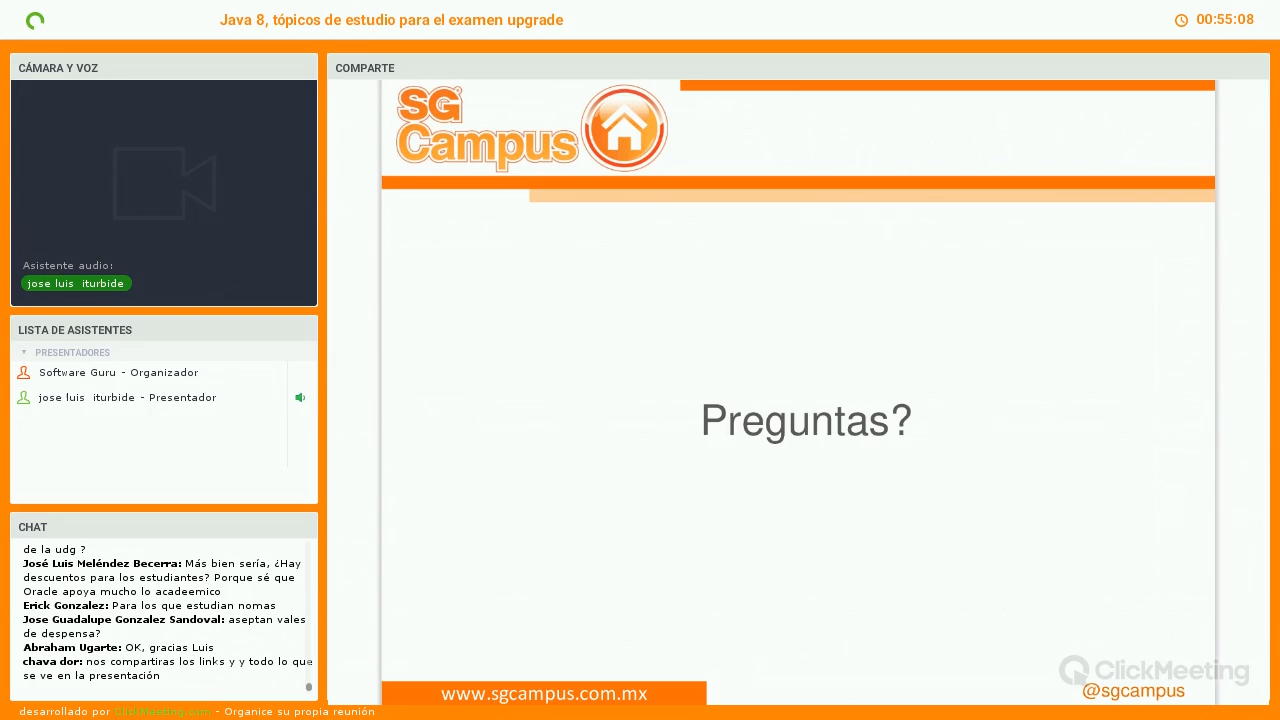 Java 8, tópicos de estudio para el examen upgrade
00:55:08
CÁMARA Y VOZ
Asistente audio:
jose luis iturbide
LISTA DE ASISTENTES
PRESENTADORES
Software Guru - Organizador
jose luis iturbide - Presentador
CHAT
de la udg ?
José Luis Meléndez Becerra: Más bien sería, ¿Hay
descuentos para los estudiantes? Porque sé que
Oracle apoya mucho lo acadeemico
Erick Gonzalez: Para los que estudian nomas
Jose Guadalupe Gonzalez Sandoval: aseptan vales
de despensa?
Abraham Ugarte: OK, gracias Luis
chava dor: nos compartiras los links y y todo lo que
se ve en la presentación
desarrollado por ClickMeeting.com - Organice su propia reunión
COMPARTE
SG
Campus
Preguntas?
www.sgcampus.com.mx
ClickMeeting
@sgcampus